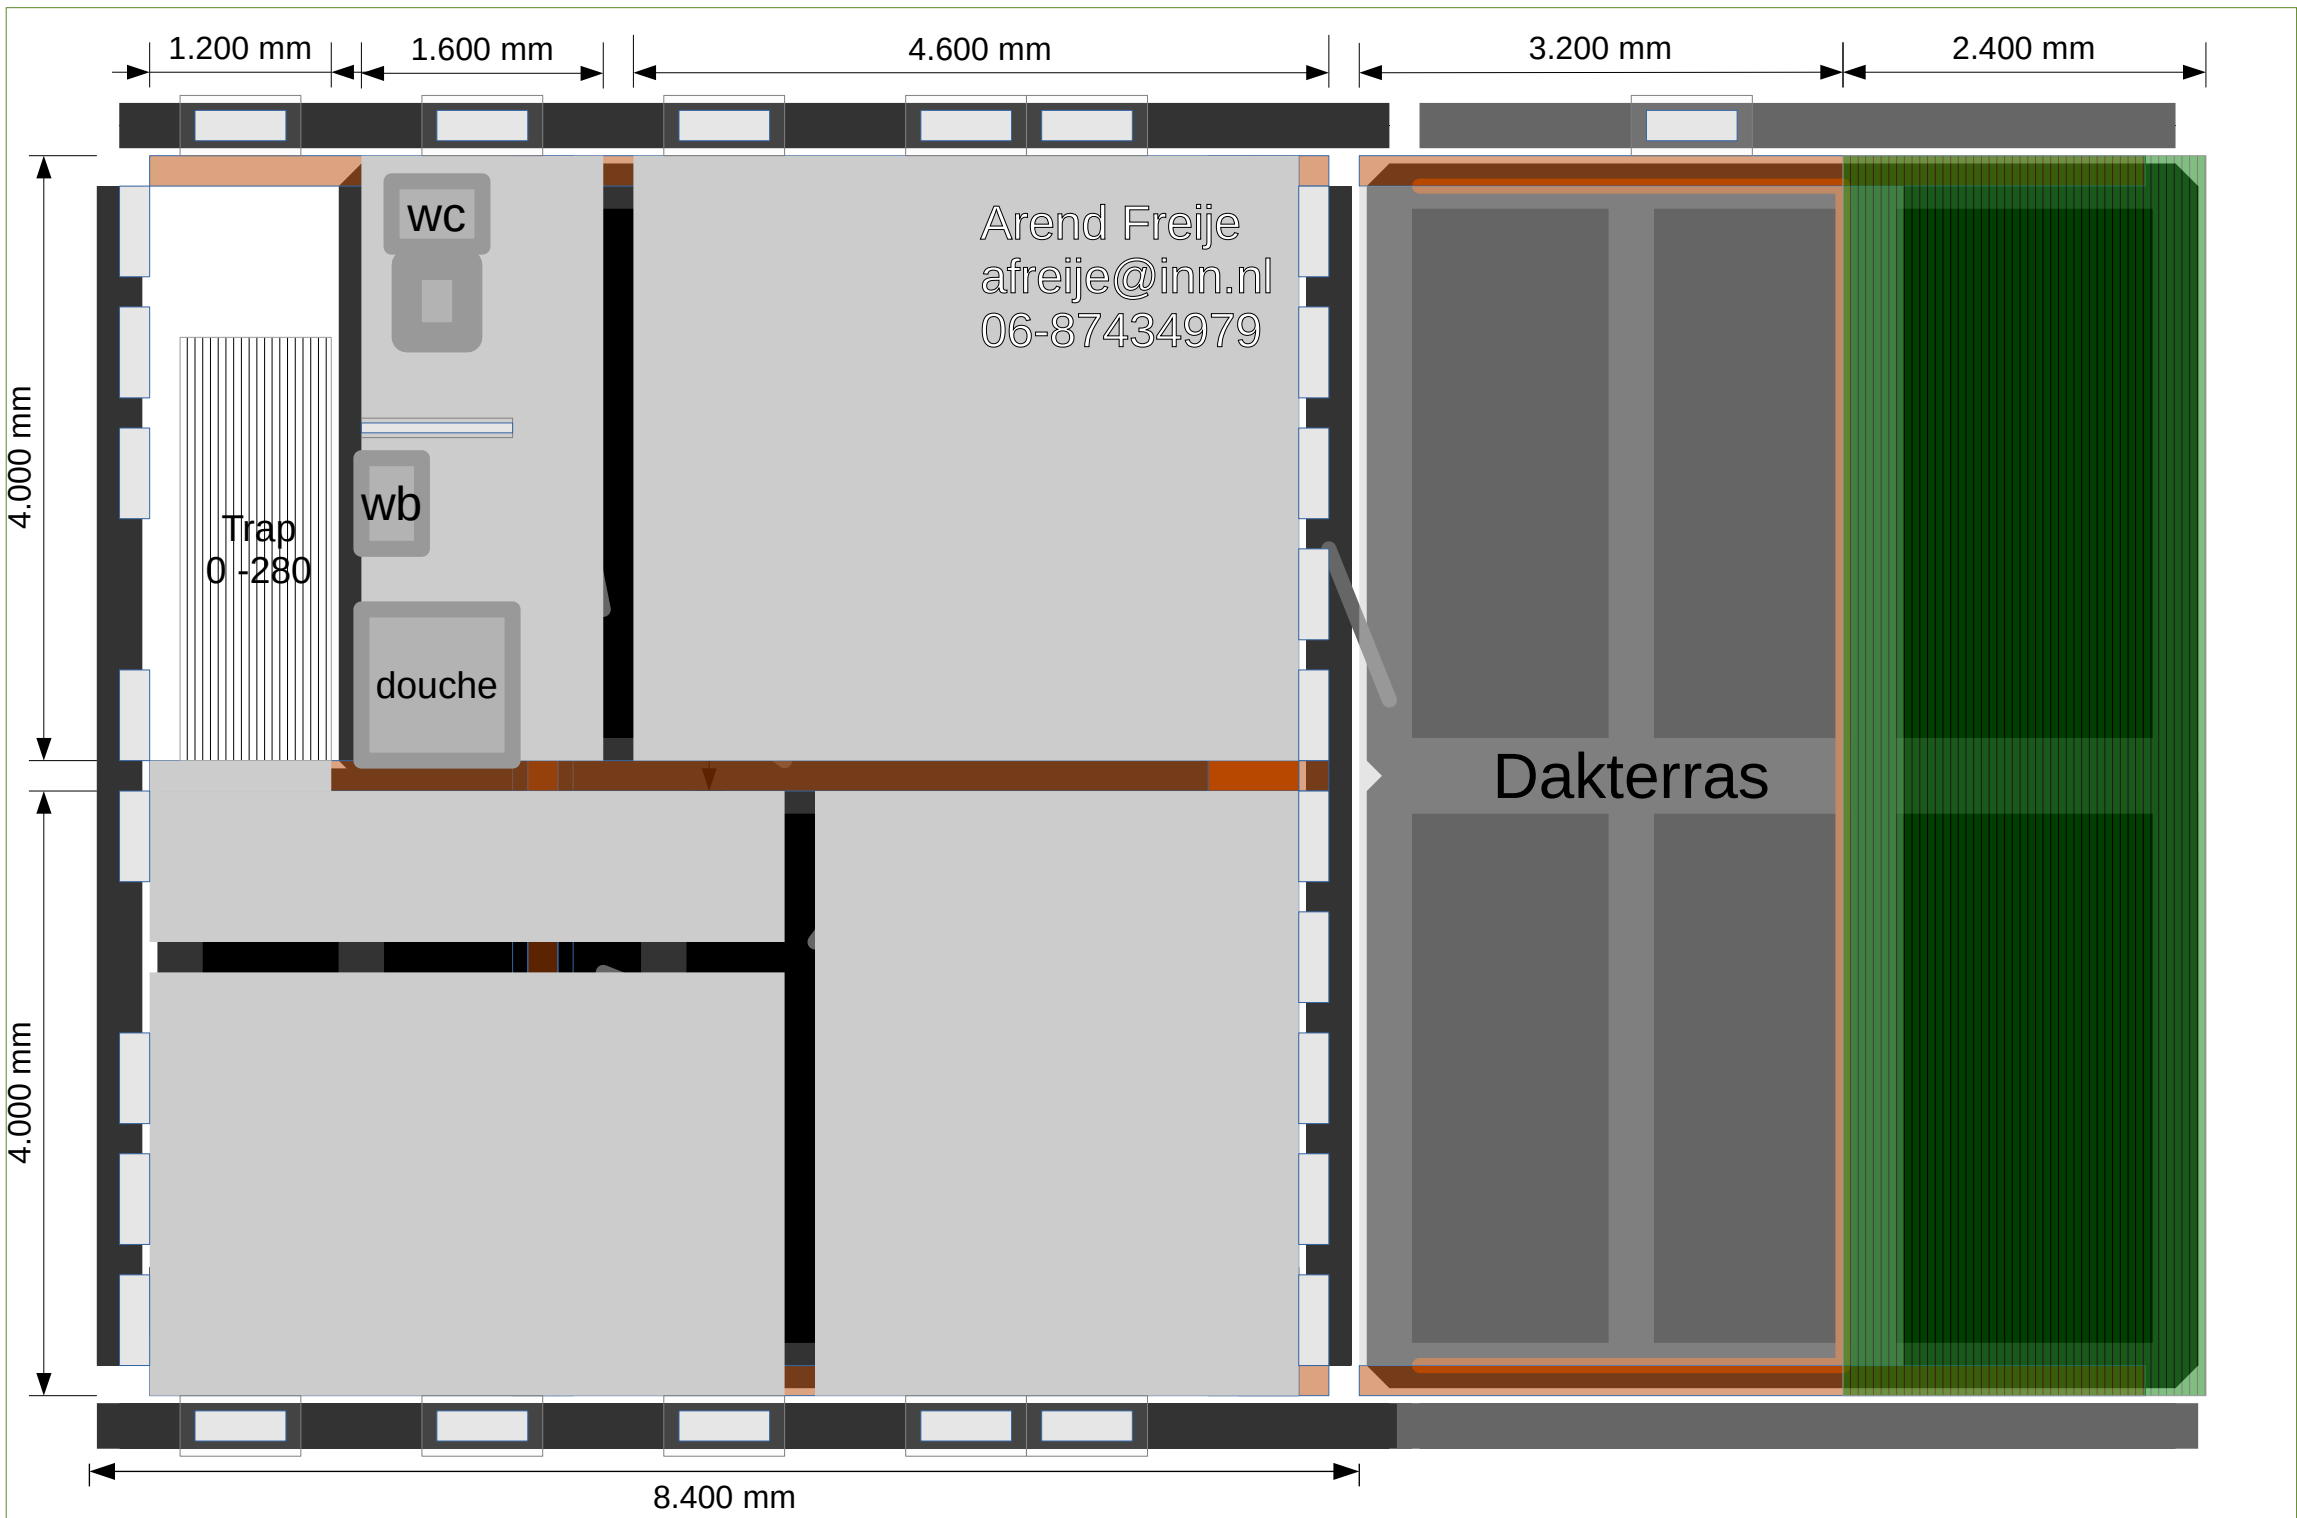 1.200 mm
1.600 mm
4.600 mm
3.200 mm
2.400 mm
wc
Arend Freije
afreije@inn.nl
06-87434979
4.000 mm
wb
Trap
0 -280
douche
Dakterras
4.000 mm
8.400 mm